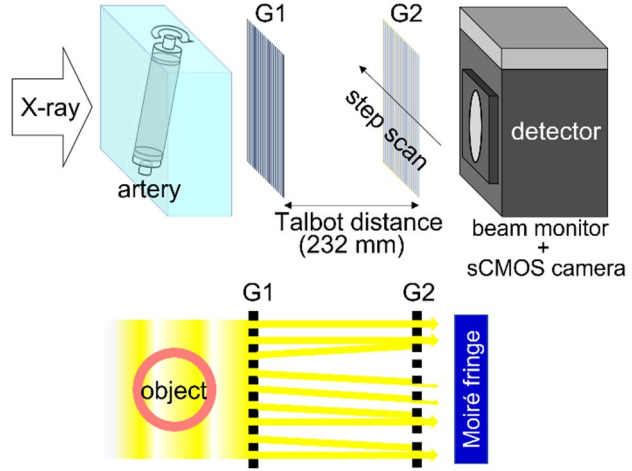 G1
G2
X-ray
step scan
detector
artery
Talbot distance
(232 mm)
beam monitor
+
sCMOS camera
G1
G2
object
Moiré fringe